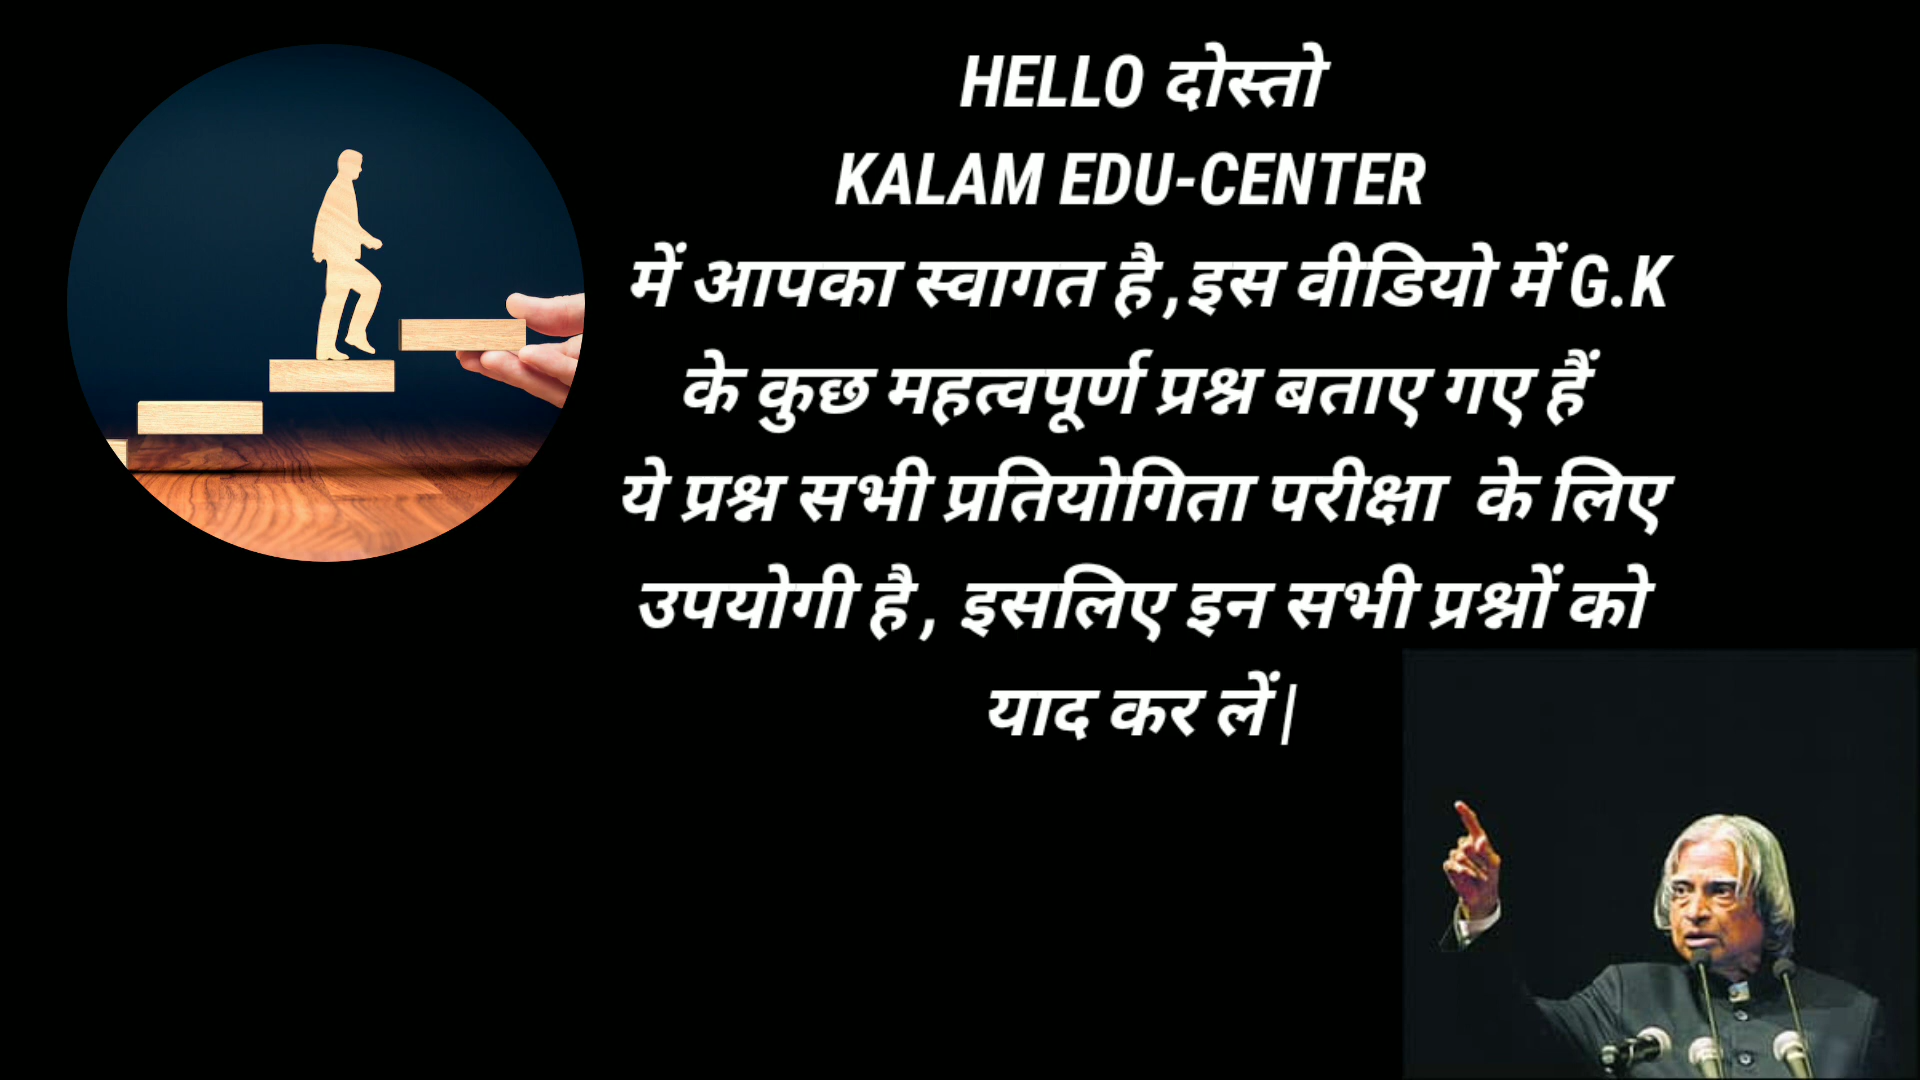 HELLO दोस्तो
KALAM EDU-CENTER
में आपका स्वागत है ,इस वीडियो में G.K
के कुछ महत्वपूर्ण प्रश्न बताए गए हैं
ये प्रश्न सभी प्रतियोगिता परीक्षा के लिए
उपयोगी है , इसलिए इन सभी प्रश्नों को
याद कर लें|